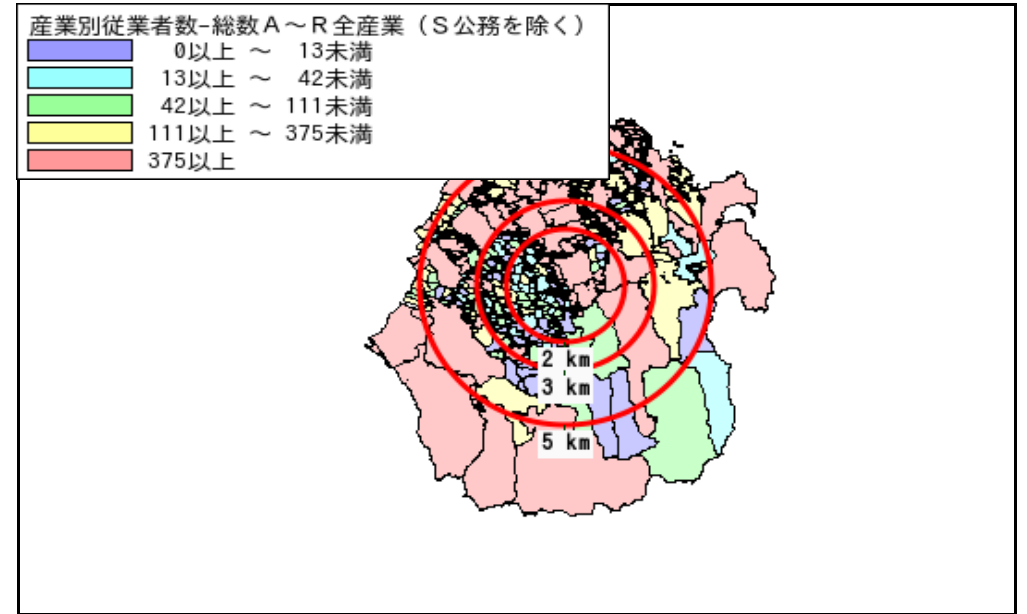 産業別従業者数−総数Ａ～Ｒ全産業（Ｓ公務を除く）
0以上 ～ 13未満
13以上 ～ 42未満
42以上 ～ 111未満
111以上 ～ 375未満
375以上
2 km
3 km
5 km